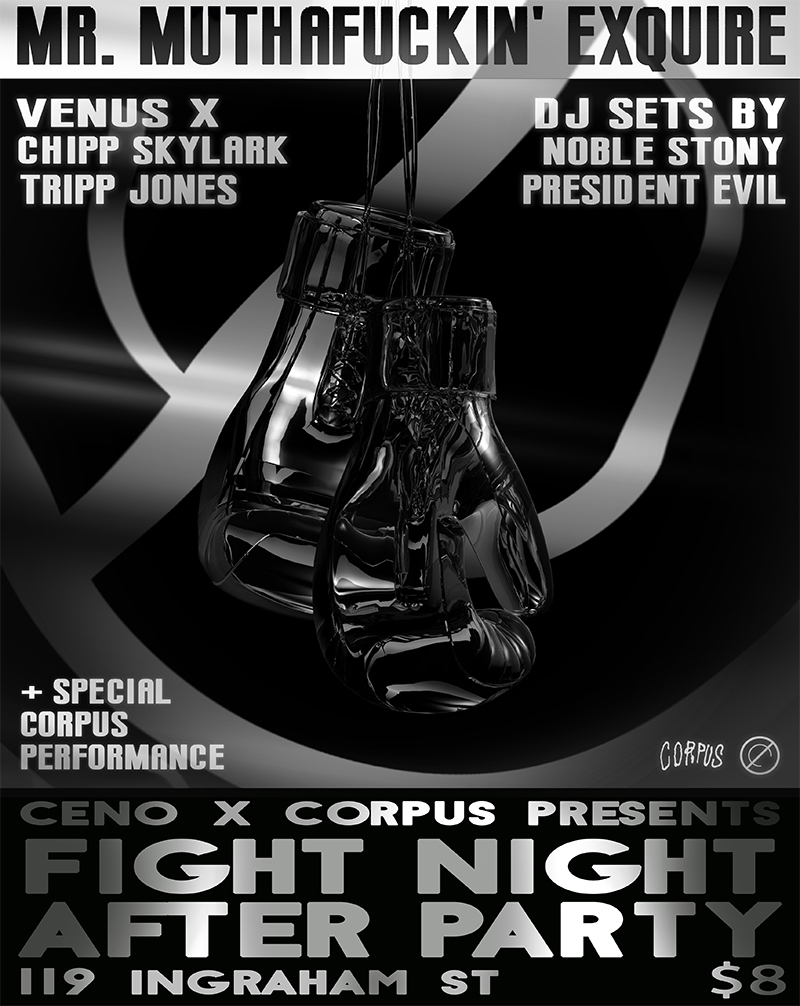 MR. MUTHAFUCKIN' EXQUIRE
VENUS X
CHIPP SKYLARK
TRIPP JONES
DJ SETS BY
NOBLE STONY
PRESIDENT EVIL
+ SPECIAL
CORPUS
PERFORMANCE
CORPUS
CENO X CORPUS PRESENTS
FIGHT NIGHT
AFTER PARTY
119 INGRAHAM ST
$8